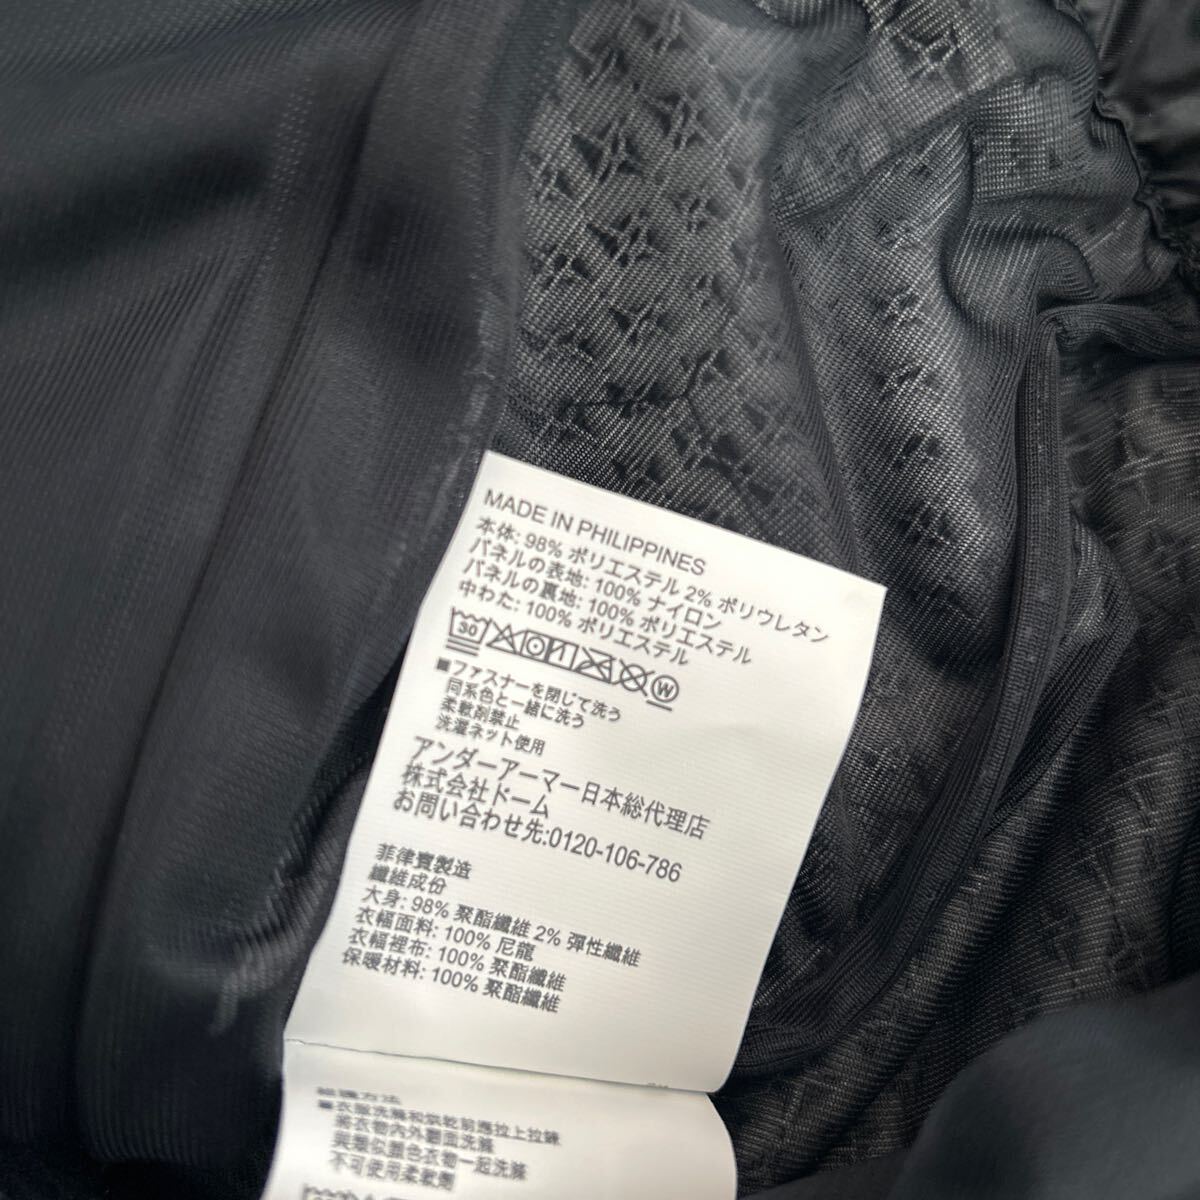 MADE IN PHILIPPINES
本体: 98% ポリエステル 2% ポリウレタン
パネルの表地: 100% ナイロン
パネルの裏地: 100% ポリエステル
中わた: 100% ポリエステル
30 W
■ファスナーを閉じて洗う
同系色と一緒に洗う
柔軟剤禁止
洗濯ネット使用
アンダーアーマー日本総代理店
株式会社ドーム
お問い合わせ先:0120-106-786
菲律賓製造
纖維成份
大身: 98% 聚酯纖維 2% 彈性纖維
衣幅面料: 100% 尼龍
衣幅裡布: 100% 聚酯纖維
保暖材料: 100% 聚酯纖維
■衣服洗滌和烘乾前應拉上拉鍊
將衣物內外翻面洗滌
與類似顏色衣物一起洗滌
不可使用柔軟劑